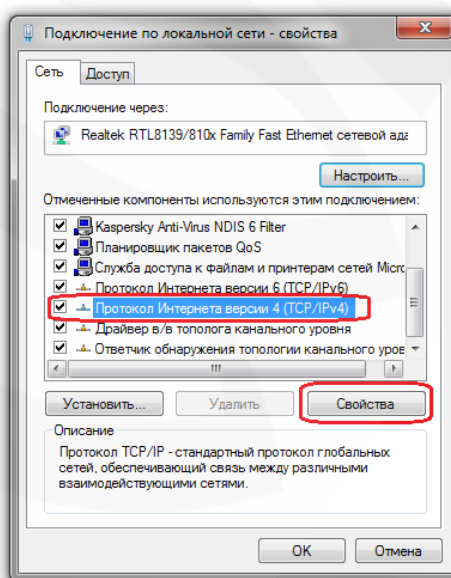 Подключение по локальной сети - свойства
Сеть Доступ
Подключение через:
Realtek RTL8139/810x Family Fast Ethernet сетевой ада
Настроить...
Отмеченные компоненты используются этим подключением:
Kaspersky Anti-Virus NDIS 6 Filter
Планировщик пакетов QoS
Служба доступа к файлам и принтерам сетей Micro
Протокол Интернета версии 6 (TCP/IPv6)
Протокол Интернета версии 4 (TCP/IPv4)
Драйвер в/в тополога канального уровня
Ответчик обнаружения топологии канального уров
Установить... Удалить Свойства
Описание
Протокол TCP/IP - стандартный протокол глобальных
сетей, обеспечивающий связь между различными
взаимодействующими сетями.
OK Отмена